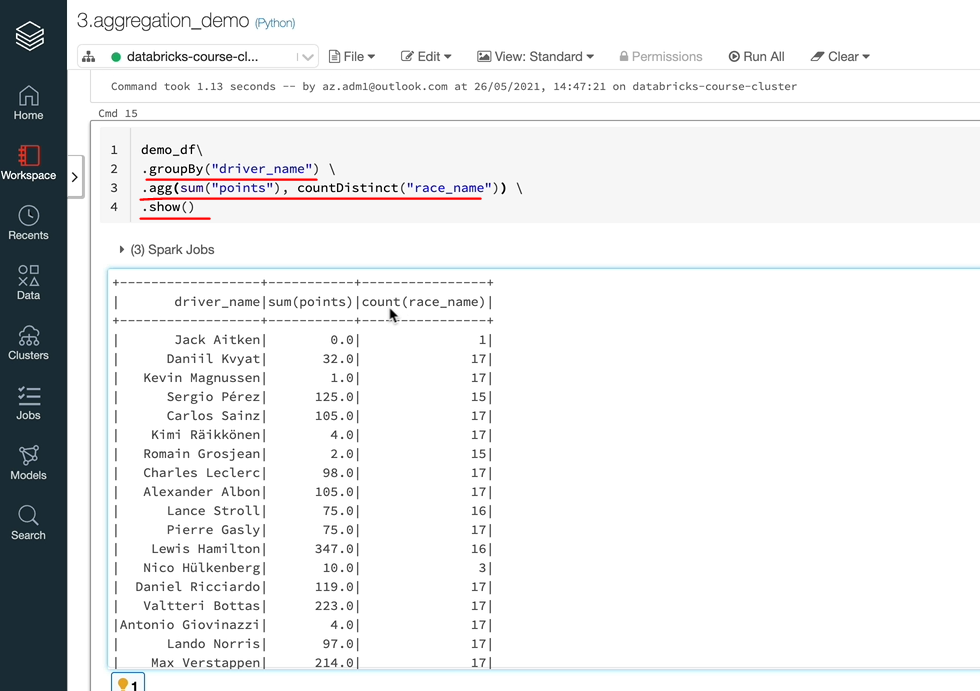 3.aggregation_demo (Python)
databricks-course-cl... File Edit View: Standard Permissions Run All Clear
Command took 1.13 seconds -- by az.adm1@outlook.com at 26/05/2021, 14:47:21 on databricks-course-cluster
Cmd 15
1 demo_df\
2 .groupBy("driver_name") \
3 .agg(sum("points"), countDistinct("race_name")) \
4 .show()
(3) Spark Jobs
+------------------+-----------+----------------+
|       driver_name|sum(points)|count(race_name)|
+------------------+-----------+----------------+
|       Jack Aitken|        0.0|               1|
|      Daniil Kvyat|       32.0|              17|
|   Kevin Magnussen|        1.0|              17|
|      Sergio Pérez|      125.0|              15|
|      Carlos Sainz|      105.0|              17|
|    Kimi Räikkönen|        4.0|              17|
|   Romain Grosjean|        2.0|              15|
|   Charles Leclerc|       98.0|              17|
|   Alexander Albon|      105.0|              17|
|      Lance Stroll|       75.0|              16|
|      Pierre Gasly|       75.0|              17|
|    Lewis Hamilton|      347.0|              16|
|   Nico Hülkenberg|       10.0|               3|
|  Daniel Ricciardo|      119.0|              17|
|   Valtteri Bottas|      223.0|              17|
|Antonio Giovinazzi|        4.0|              17|
|      Lando Norris|       97.0|              17|
|    Max Verstappen|      214.0|              17|
1
Home
Workspace
Recents
Data
Clusters
Jobs
Models
Search